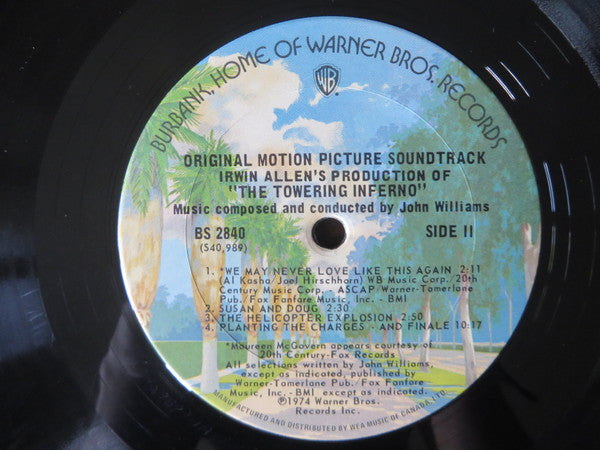 BURBANK, HOME OF WARNER BROS. RECORDS
WB
ORIGINAL MOTION PICTURE SOUNDTRACK
IRWIN ALLEN'S PRODUCTION OF
"THE TOWERING INFERNO"
Music composed and conducted by John Williams
BS 2840 SIDE II
(S40,989)
1. *WE MAY NEVER LOVE LIKE THIS AGAIN 2:11
(Al Kasha/Joel Hirschhorn) WB Music Corp. 20th
Century Music Corp. - ASCAP/Warner-Tamerlane
Pub./Fox Fanfare Music, Inc. - BMI
2. SUSAN AND DOUG 2:30
3. THE HELICOPTER EXPLOSION 2:50
4. PLANTING THE CHARGES - AND FINALE 10:17
*Maureen McGovern appears courtesy of
20th Century-Fox Records
All selections written by John Williams,
except as indicated, published by
Warner-Tamerlane Pub./ Fox Fanfare
Music, Inc.-BMI except as indicated.
©1974 Warner Bros.
Records Inc.
MANUFACTURED AND DISTRIBUTED BY WEA MUSIC OF CANADA, LTD.